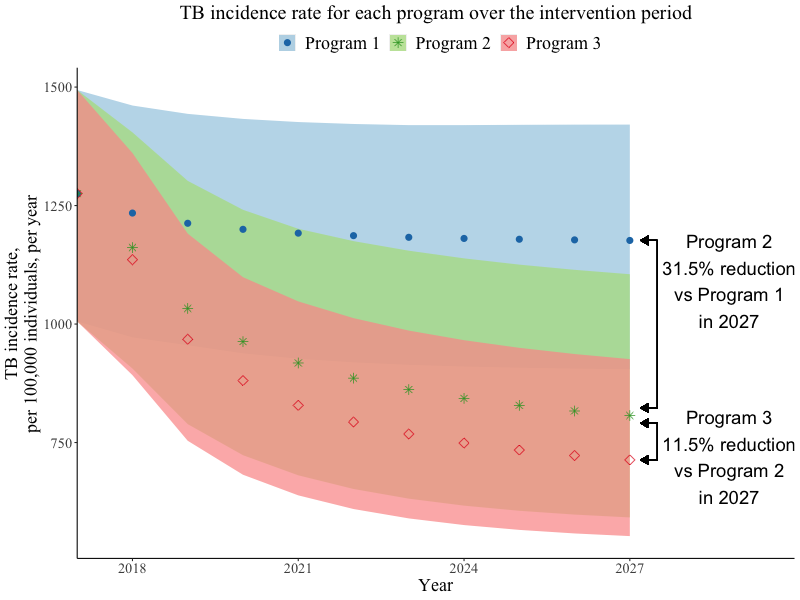 TB incidence rate for each program over the intervention period
Program 1 Program 2 Program 3
1500
1250
1000
750
TB incidence rate,
per 100,000 individuals, per year
2018 2021 2024 2027
Year
Program 2
31.5% reduction
vs Program 1
in 2027
Program 3
11.5% reduction
vs Program 2
in 2027